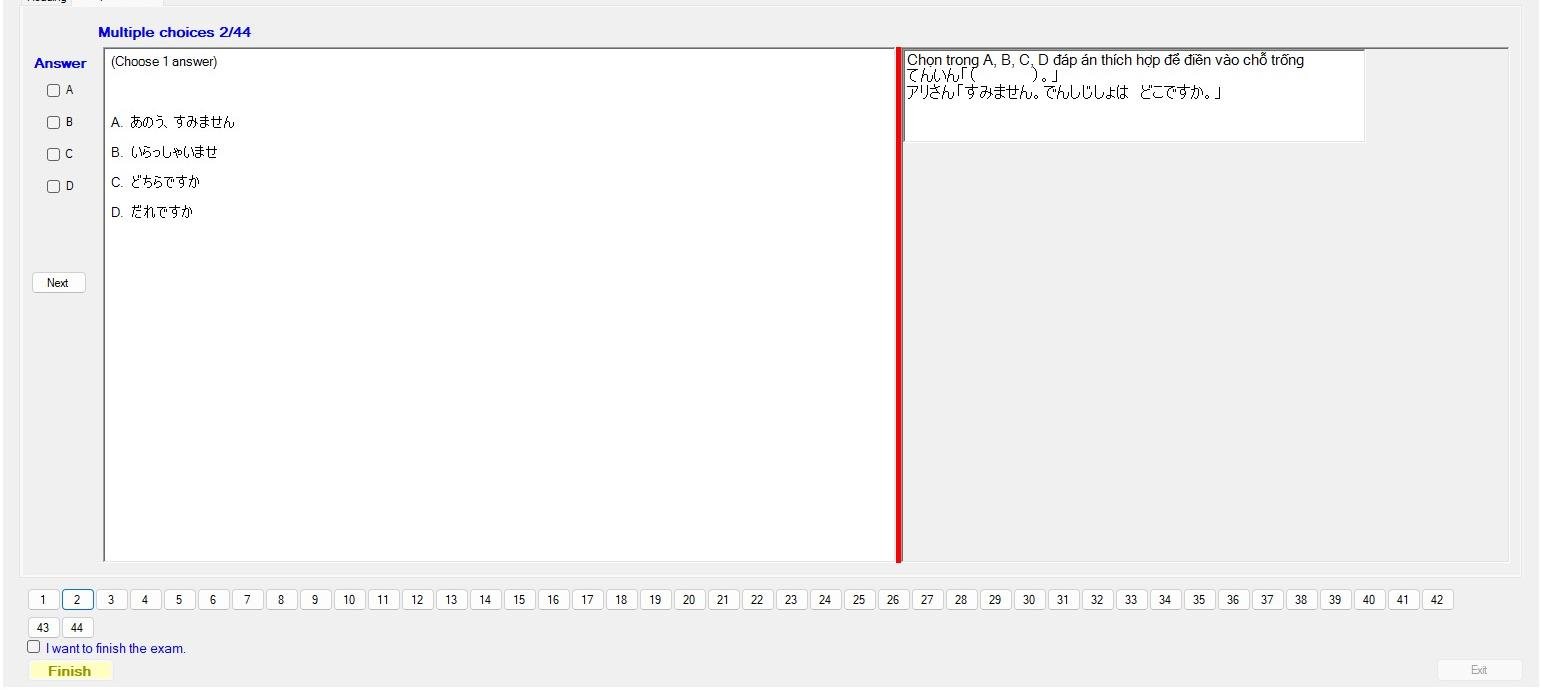 Multiple choices 2/44
Answer
A
B
C
D
Next
(Choose 1 answer)
A. あのう、すみません
B. いらっしゃいませ
C. どちらですか
D. だれですか
Chọn trong A, B, C, D đáp án thích hợp để điền vào chỗ trống
てんいん「(　　　　)。」
アリさん「すみません。でんしじしょは　どこですか。」
1 2 3 4 5 6 7 8 9 10 11 12 13 14 15 16 17 18 19 20 21 22 23 24 25 26 27 28 29 30 31 32 33 34 35 36 37 38 39 40 41 42
43 44
I want to finish the exam.
Finish
Exit